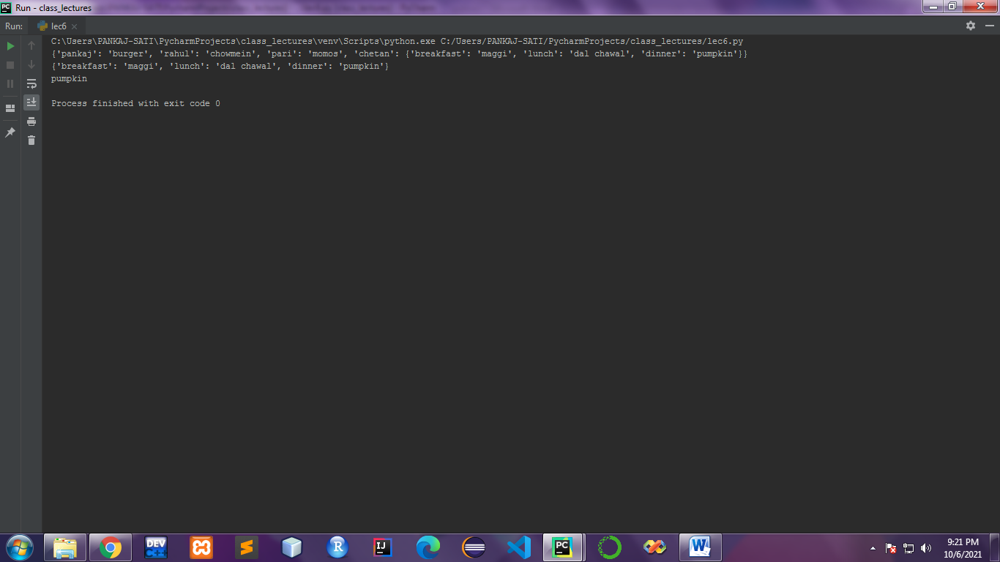 Run - class_lectures
Run: lec6
C:\Users\PANKAJ-SATI\PycharmProjects\class_lectures\venv\Scripts\python.exe C:/Users/PANKAJ-SATI/PycharmProjects/class_lectures/lec6.py
{'pankaj': 'burger', 'rahul': 'chowmein', 'pari': 'momos', 'chetan': {'breakfast': 'maggi', 'lunch': 'dal chawal', 'dinner': 'pumpkin'}}
{'breakfast': 'maggi', 'lunch': 'dal chawal', 'dinner': 'pumpkin'}
pumpkin
Process finished with exit code 0
DEV
C++
R
IJ
PC
W
9:21 PM
10/6/2021